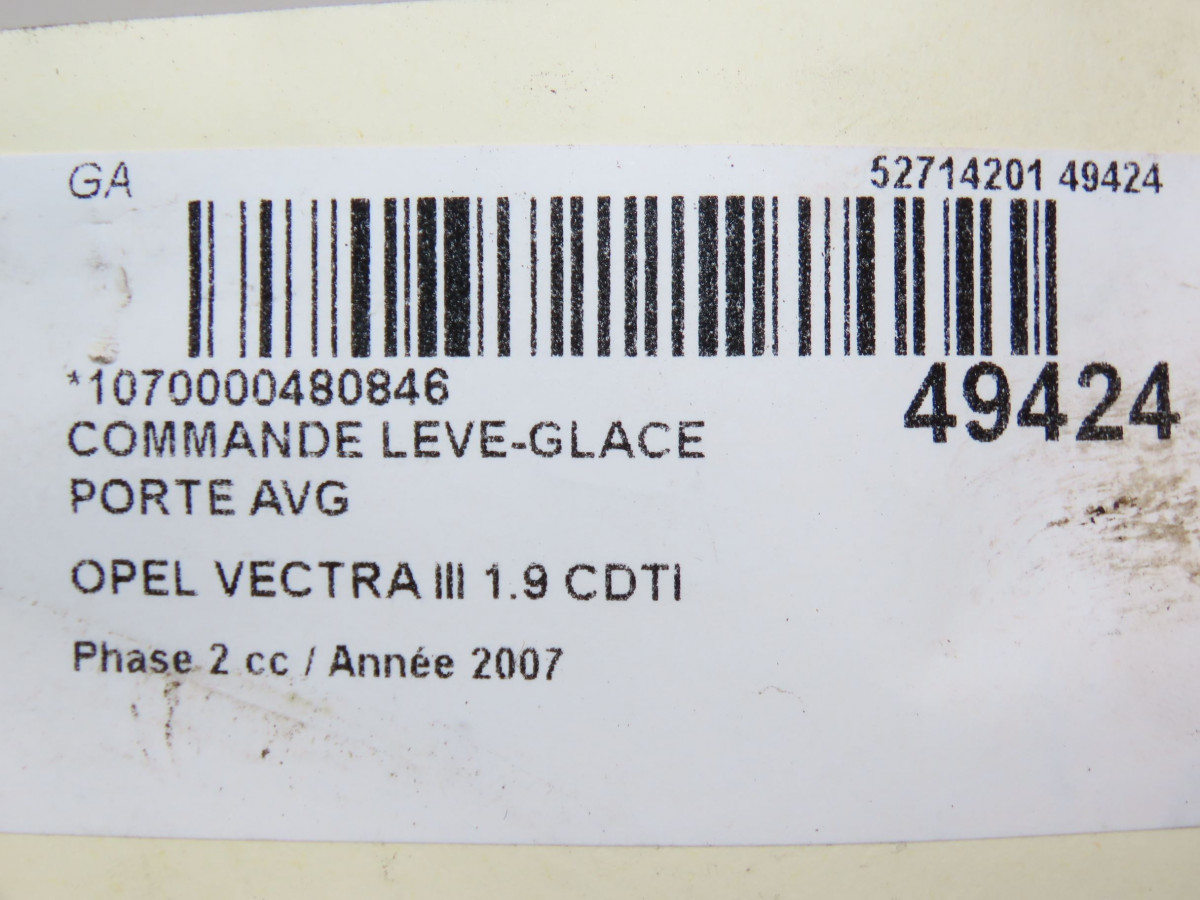 GA
52714201 49424
*1070000480846
49424
COMMANDE LEVE-GLACE
PORTE AVG
OPEL VECTRA III 1.9 CDTI
Phase 2 cc / Année 2007